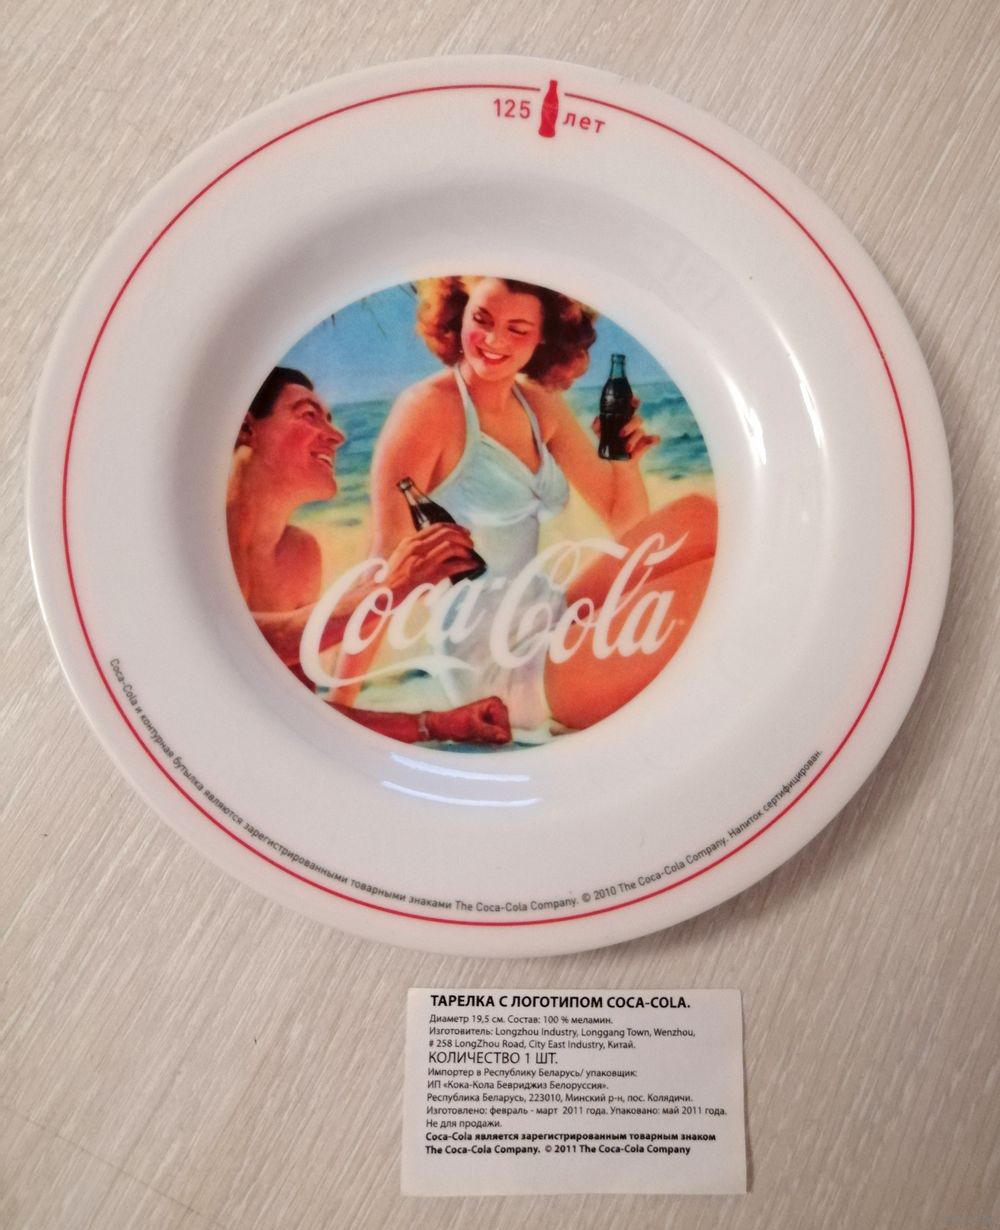 125 лет
Coca-Cola
Coca-Cola и контурная бутылка являются зарегистрированными товарными знаками The Coca-Cola Company. © 2010 The Coca-Cola Company. Напиток сертифицирован.
ТАРЕЛКА С ЛОГОТИПОМ COCA-COLA.
Диаметр 19,5 см. Состав: 100 % меламин.
Изготовитель: Longzhou Industry, Longgang Town, Wenzhou,
# 258 LongZhou Road, City East Industry, Китай.
КОЛИЧЕСТВО 1 ШТ.
Импортер в Республику Беларусь/ упаковщик:
ИП «Кока-Кола Бевриджиз Белоруссия».
Республика Беларусь, 223010, Минский р-н, пос. Колядичи.
Изготовлено: февраль - март 2011 года. Упаковано: май 2011 года.
Не для продажи.
Coca-Cola является зарегистрированным товарным знаком
The Coca-Cola Company. © 2011 The Coca-Cola Company